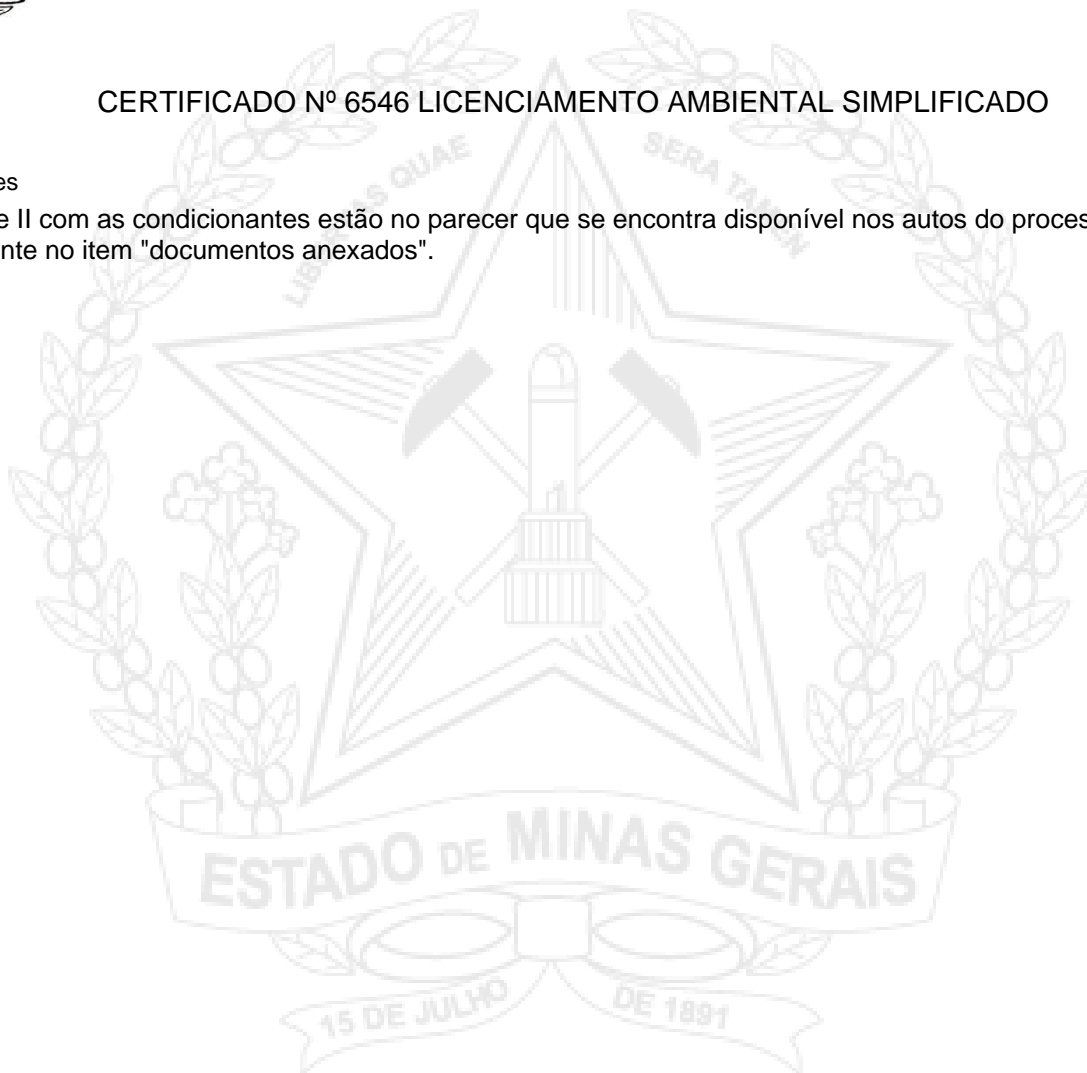 CERTIFICADO Nº 6546 LICENCIAMENTO AMBIENTAL SIMPLIFICADO
es
e II com as condicionantes estão no parecer que se encontra disponível nos autos do proces
nte no item "documentos anexados".
LIBERTAS QUAE SERA TAMEN
ESTADO DE MINAS GERAIS
15 DE JULHO DE 1891